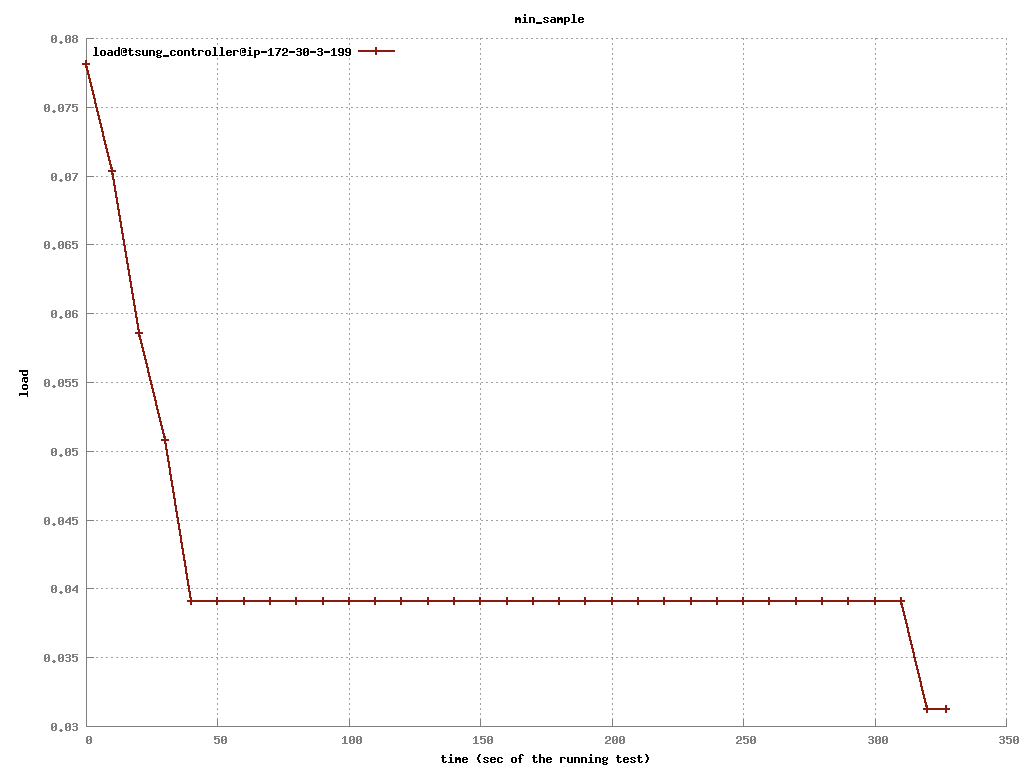 min_sample
load@tsung_controller@ip-172-30-3-199
0.08
0.075
0.07
0.065
0.06
0.055
0.05
0.045
0.04
0.035
0.03
load
0 50 100 150 200 250 300 350
time (sec of the running test)